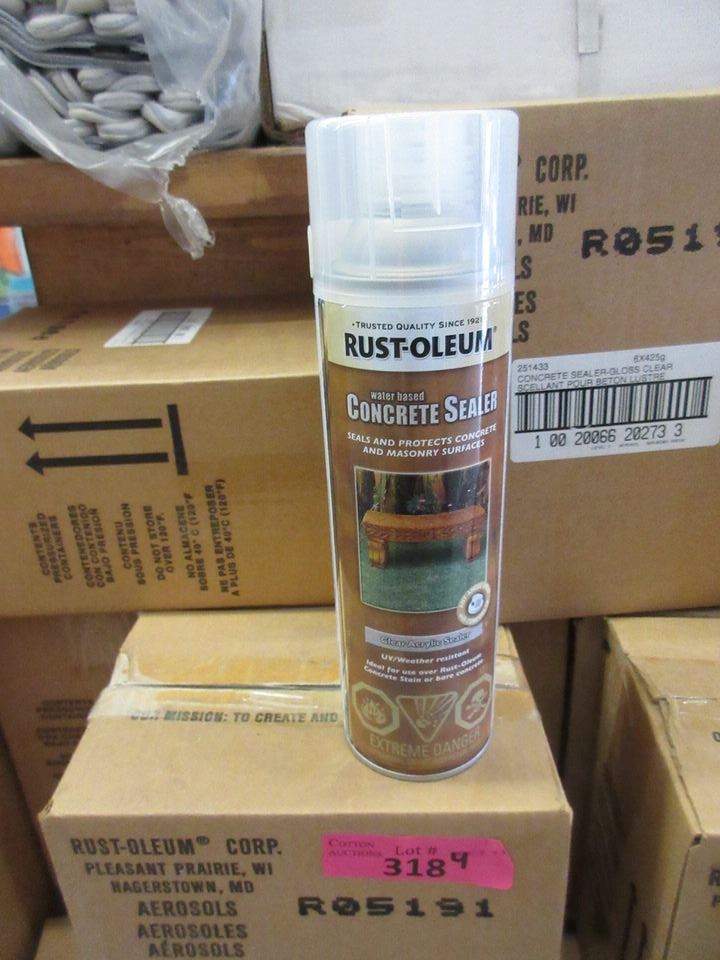 CORP.
RIE, WI
, MD
R051
LS
ES
LS
251433 6X425g
CONCRETE SEALER-GLOSS CLEAR
SCELLANT POUR BETON LUSTRE
1 00 20066 20273 3
CONTENTS
PRESSURIZED
CONTAINERS
CONTENEDORES
CON CONTENIDO
BAJO PRESION
CONTENU
SOUS PRESSION
DO NOT STORE
OVER 120°F.
NO ALMACENE
SOBRE 49° C (120°F
NE PAS ENTREPOSER
A PLUS DE 49°C (120°F)
TRUSTED QUALITY SINCE 192
RUST-OLEUM®
water based
CONCRETE SEALER
SEALS AND PROTECTS CONCRETE
AND MASONRY SURFACES
Clear Acrylic Sealer
UV/Weather resistant
Ideal for use over Rust-Oleum
Concrete Stain or bare concrete
EXTREME DANGER
OUR MISSION: TO CREATE AND
RUST-OLEUM® CORP.
PLEASANT PRAIRIE, WI
HAGERSTOWN, MD
AEROSOLS
AEROSOLES
AÉROSOLS
R05191
COTTON
AUCTIONS
Lot #
3184